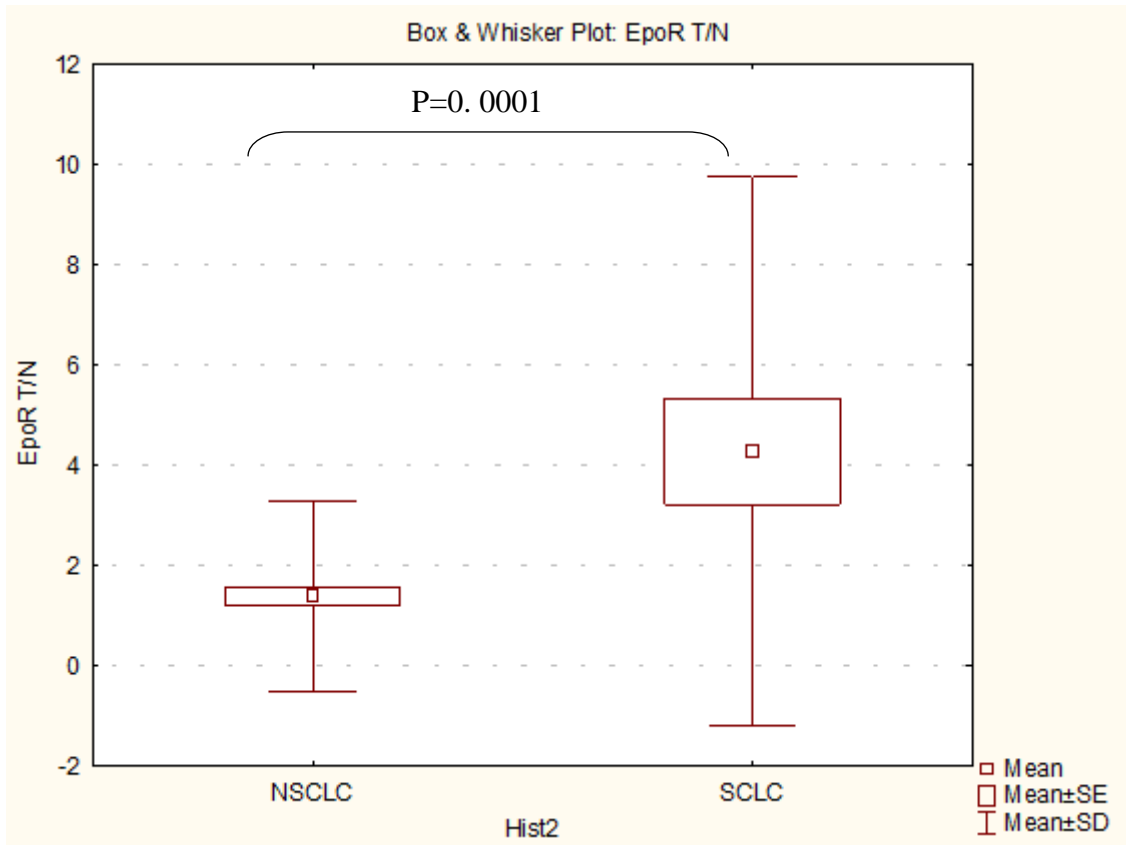 Box & Whisker Plot: EpoR T/N
P=0. 0001
12
10
8
6
4
2
0
-2
EpoR T/N
NSCLC
SCLC
Hist2
Mean
Mean±SE
Mean±SD